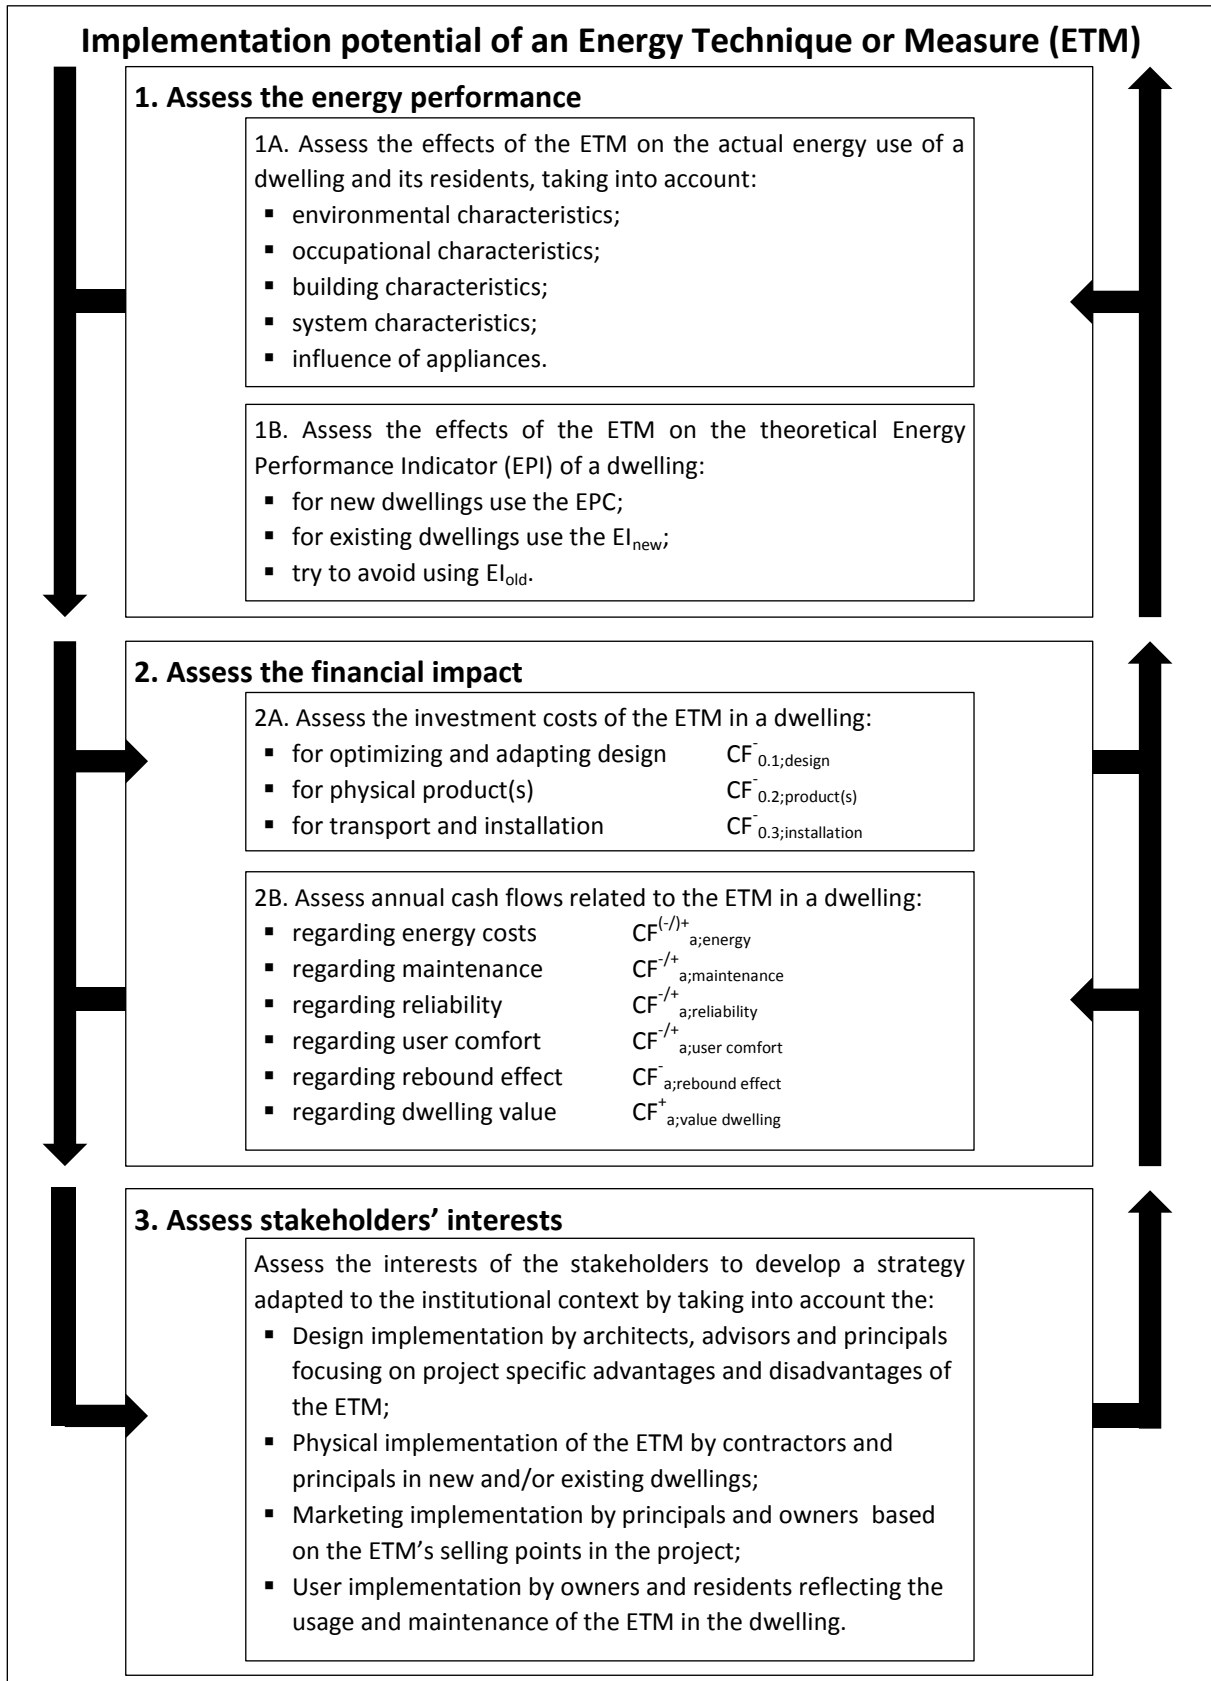 Implementation potential of an Energy Technique or Measure (ETM)
1. Assess the energy performance
1A. Assess the effects of the ETM on the actual energy use of a
dwelling and its residents, taking into account:
▪ environmental characteristics;
▪ occupational characteristics;
▪ building characteristics;
▪ system characteristics;
▪ influence of appliances.
1B. Assess the effects of the ETM on the theoretical Energy
Performance Indicator (EPI) of a dwelling:
▪ for new dwellings use the EPC;
▪ for existing dwellings use the EI_new;
▪ try to avoid using EI_old.
2. Assess the financial impact
2A. Assess the investment costs of the ETM in a dwelling:
▪ for optimizing and adapting design CF^-_0.1;design
▪ for physical product(s) CF^-_0.2;product(s)
▪ for transport and installation CF^-_0.3;installation
2B. Assess annual cash flows related to the ETM in a dwelling:
▪ regarding energy costs CF^(-/)+_a;energy
▪ regarding maintenance CF^-/+_a;maintenance
▪ regarding reliability CF^-/+_a;reliability
▪ regarding user comfort CF^-/+_a;user comfort
▪ regarding rebound effect CF^-_a;rebound effect
▪ regarding dwelling value CF^+_a;value dwelling
3. Assess stakeholders’ interests
Assess the interests of the stakeholders to develop a strategy
adapted to the institutional context by taking into account the:
▪ Design implementation by architects, advisors and principals
focusing on project specific advantages and disadvantages of
the ETM;
▪ Physical implementation of the ETM by contractors and
principals in new and/or existing dwellings;
▪ Marketing implementation by principals and owners based
on the ETM’s selling points in the project;
▪ User implementation by owners and residents reflecting the
usage and maintenance of the ETM in the dwelling.